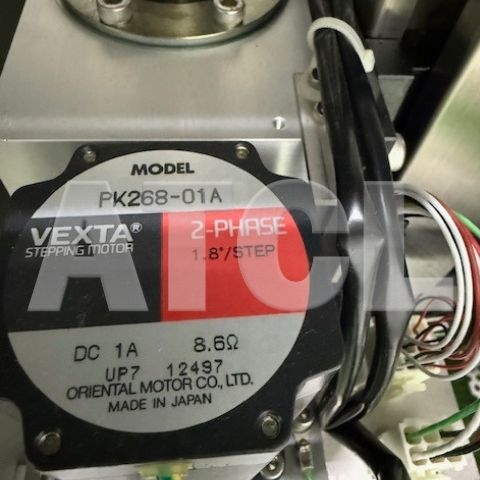 MODEL
PK268-01A
VEXTA® 2-PHASE
STEPPING MOTOR 1.8°/STEP
DC 1A 8.6Ω
UP7 12497
ORIENTAL MOTOR CO., LTD.
MADE IN JAPAN
AICL